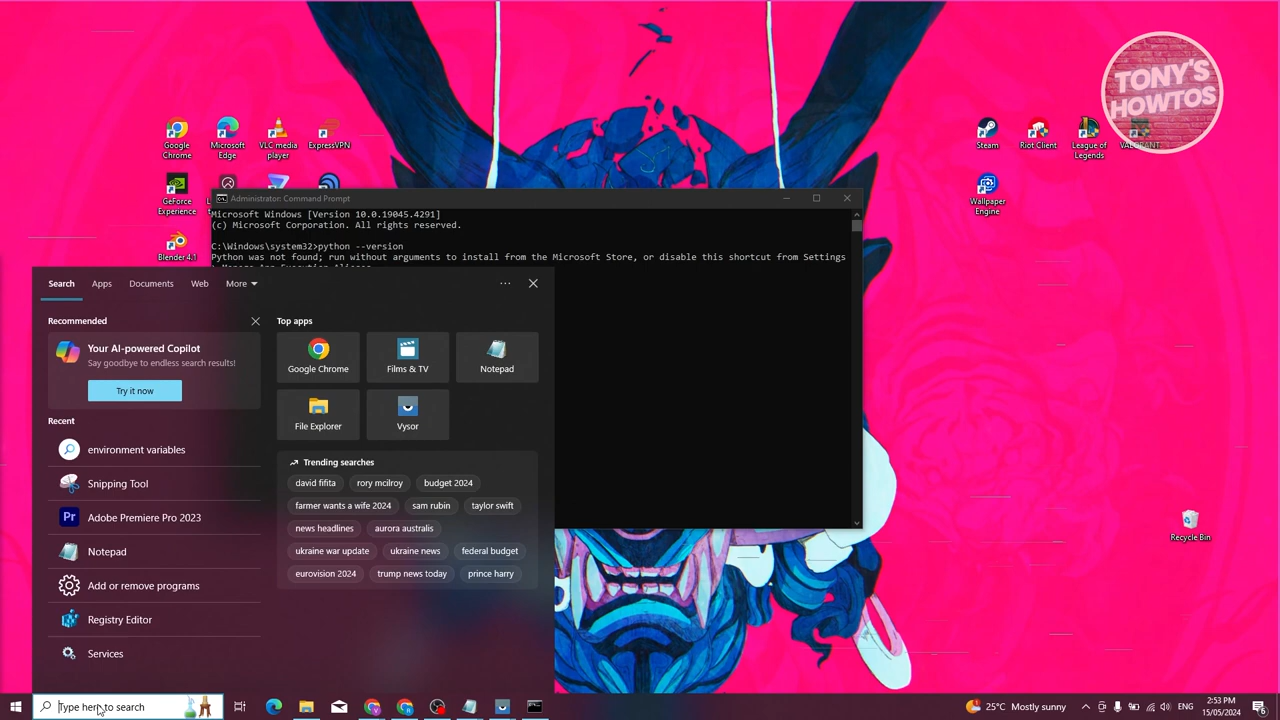 TONY'S
HOWTOS
Google
Chrome
Microsoft
Edge
VLC media
player
ExpressVPN
Steam
Riot Client
League of
Legends
GeForce
Experience
Wallpaper
Engine
Blender 4.1
Administrator: Command Prompt
Microsoft Windows [Version 10.0.19045.4291]
(c) Microsoft Corporation. All rights reserved.
C:\Windows\system32>python --version
Python was not found; run without arguments to install from the Microsoft Store, or disable this shortcut from Settings
> Manage App Execution Aliases.
Search
Apps
Documents
Web
More
Recommended
Your AI-powered Copilot
Say goodbye to endless search results!
Try it now
Recent
environment variables
Snipping Tool
Adobe Premiere Pro 2023
Notepad
Add or remove programs
Registry Editor
Services
Top apps
Google Chrome
Films & TV
Notepad
File Explorer
Vysor
Trending searches
david fifita
rory mcilroy
budget 2024
farmer wants a wife 2024
sam rubin
taylor swift
news headlines
aurora australis
ukraine war update
ukraine news
federal budget
eurovision 2024
trump news today
prince harry
Recycle Bin
Type here to search
25°C Mostly sunny
ENG
2:53 PM
15/05/2024
6